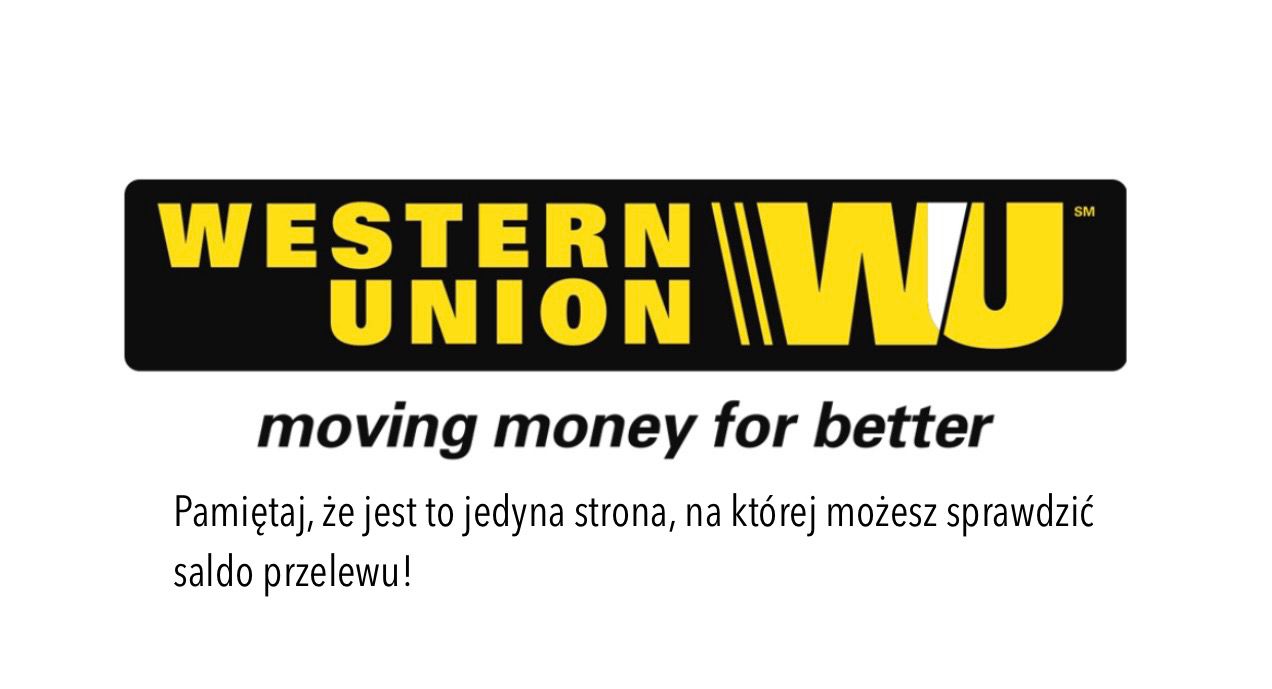 WESTERN
UNION WU SM
moving money for better
Pamiętaj, że jest to jedyna strona, na której możesz sprawdzić
saldo przelewu!